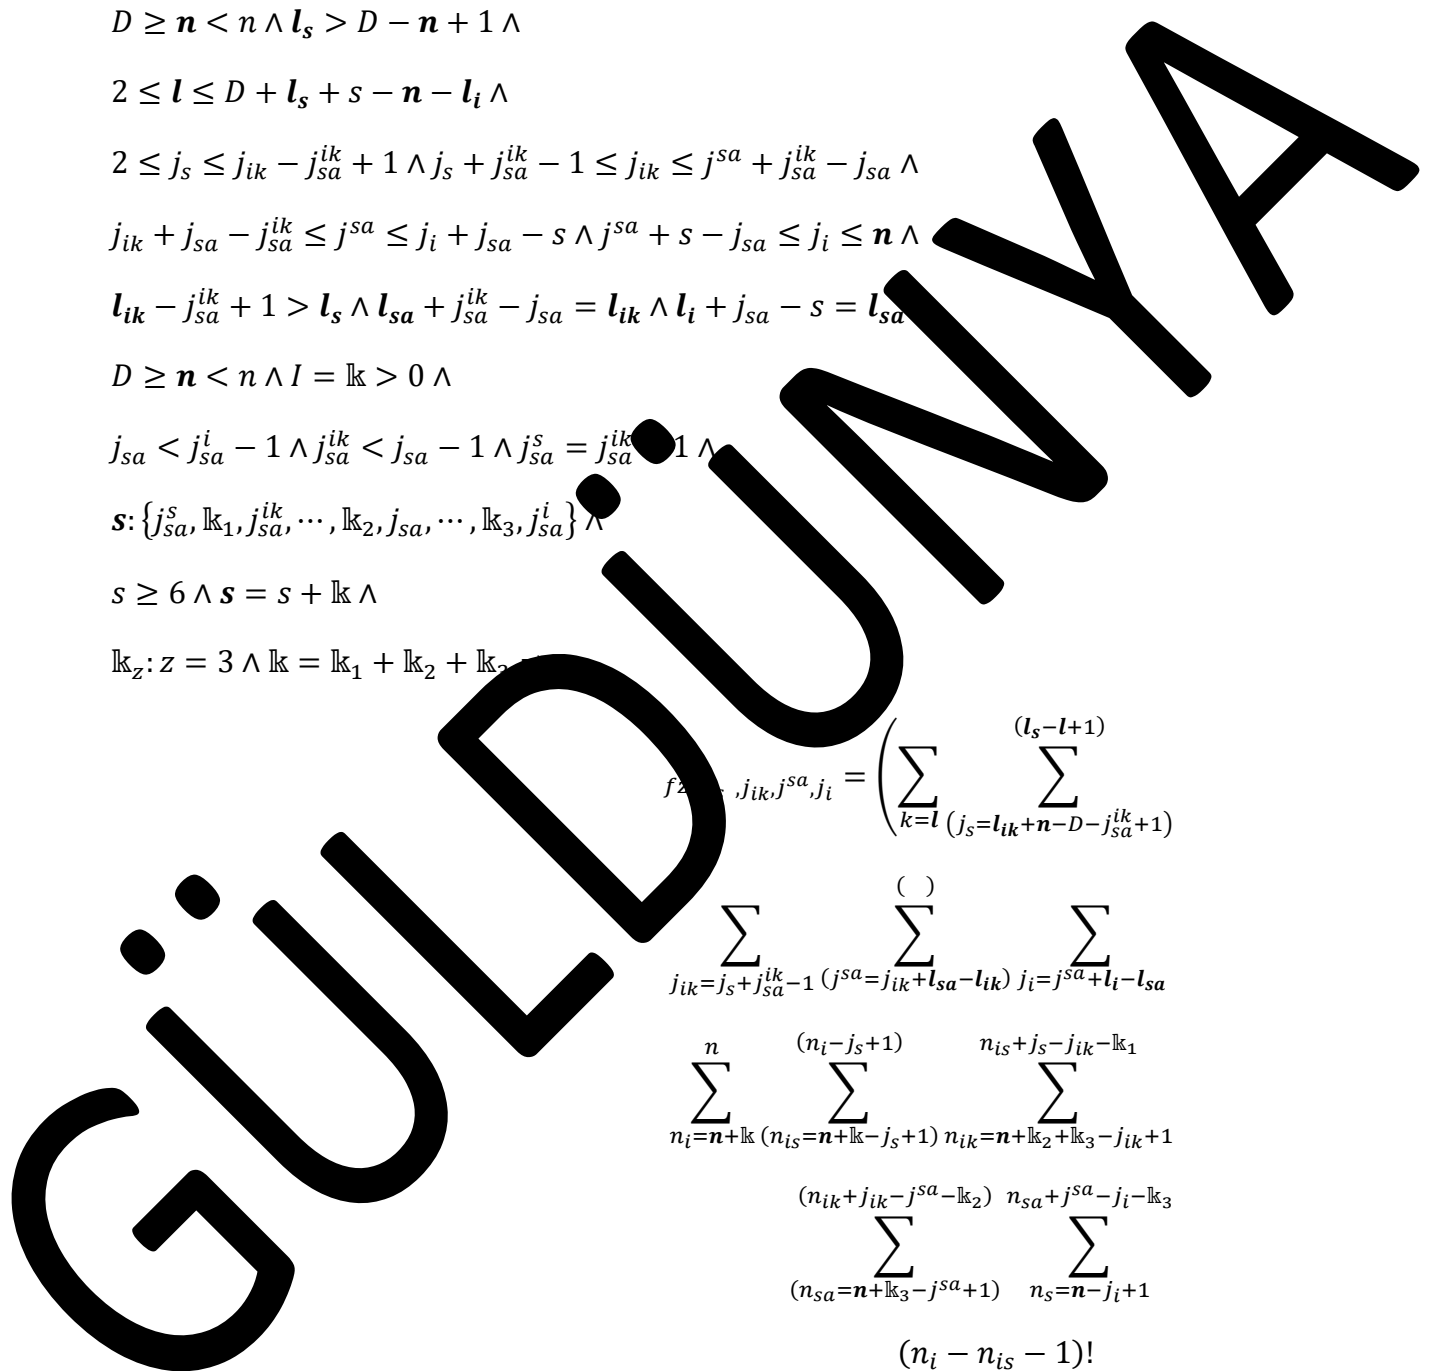 D ≥ 𝒏 < n ∧ 𝒍ₛ > D − 𝒏 + 1 ∧
2 ≤ 𝒍 ≤ D + 𝒍ₛ + s − 𝒏 − 𝒍ᵢ ∧
2 ≤ j_s ≤ j_{ik} − j_{sa}^{ik} + 1 ∧ j_s + j_{sa}^{ik} − 1 ≤ j_{ik} ≤ j^{sa} + j_{sa}^{ik} − j_{sa} ∧
j_{ik} + j_{sa} − j_{sa}^{ik} ≤ j^{sa} ≤ j_i + j_{sa} − s ∧ j^{sa} + s − j_{sa} ≤ j_i ≤ 𝒏 ∧
𝒍_{ik} − j_{sa}^{ik} + 1 > 𝒍_s ∧ 𝒍_{sa} + j_{sa}^{ik} − j_{sa} = 𝒍_{ik} ∧ 𝒍_i + j_{sa} − s = 𝒍_{sa}
D ≥ 𝒏 < n ∧ I = 𝕜 > 0 ∧
j_{sa} < j_{sa}^{i} − 1 ∧ j_{sa}^{ik} < j_{sa} − 1 ∧ j_{sa}^{s} = j_{sa}^{ik} 1 ∧
𝒔: {j_{sa}^{s}, 𝕜_1, j_{sa}^{ik}, ⋯, 𝕜_2, j_{sa}, ⋯, 𝕜_3, j_{sa}^{i}} ∧
s ≥ 6 ∧ 𝒔 = s + 𝕜 ∧
𝕜_z: z = 3 ∧ 𝕜 = 𝕜_1 + 𝕜_2 + 𝕜_3
,j_{ik},j^{sa},j_i = ( ∑_{k=𝒍} ∑_{(j_s=𝒍_{ik}+𝒏−D−j_{sa}^{ik}+1)}^{(𝒍_s−𝒍+1)}
∑_{j_{ik}=j_s+j_{sa}^{ik}−1} ∑_{(j^{sa}=j_{ik}+𝒍_{sa}−𝒍_{ik})}^{( )} ∑_{j_i=j^{sa}+𝒍_i−𝒍_{sa}}
∑_{n_i=𝒏+𝕜}^{n} ∑_{(n_{is}=𝒏+𝕜−j_s+1)}^{(n_i−j_s+1)} ∑_{n_{ik}=𝒏+𝕜_2+𝕜_3−j_{ik}+1}^{n_{is}+j_s−j_{ik}−𝕜_1}
∑_{(n_{sa}=𝒏+𝕜_3−j^{sa}+1)}^{(n_{ik}+j_{ik}−j^{sa}−𝕜_2)} ∑_{n_s=𝒏−j_i+1}^{n_{sa}+j^{sa}−j_i−𝕜_3}
(n_i − n_{is} − 1)!
GÜLDÜNYA